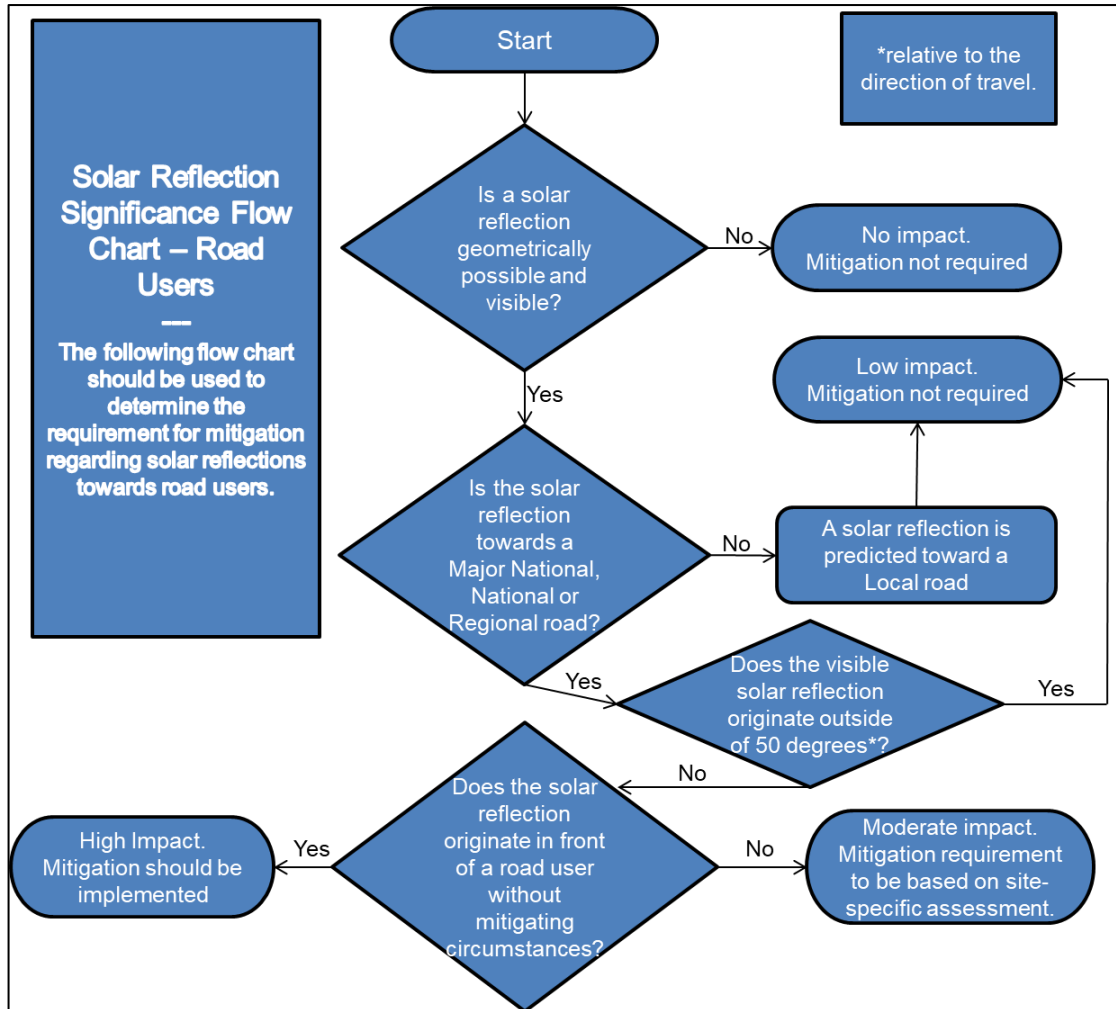 Solar Reflection
Significance Flow
Chart – Road
Users
---
The following flow chart
should be used to
determine the
requirement for mitigation
regarding solar reflections
towards road users.
Start
*relative to the
direction of travel.
Is a solar
reflection
geometrically
possible and
visible?
No
No impact.
Mitigation not required
Yes
Low impact.
Mitigation not required
Is the solar
reflection
towards a
Major National,
National or
Regional road?
No
A solar reflection is
predicted toward a
Local road
Yes
Does the visible
solar reflection
originate outside
of 50 degrees*?
Yes
No
Does the solar
reflection
originate in front
of a road user
without
mitigating
circumstances?
Yes
High Impact.
Mitigation should be
implemented
No
Moderate impact.
Mitigation requirement
to be based on site-
specific assessment.